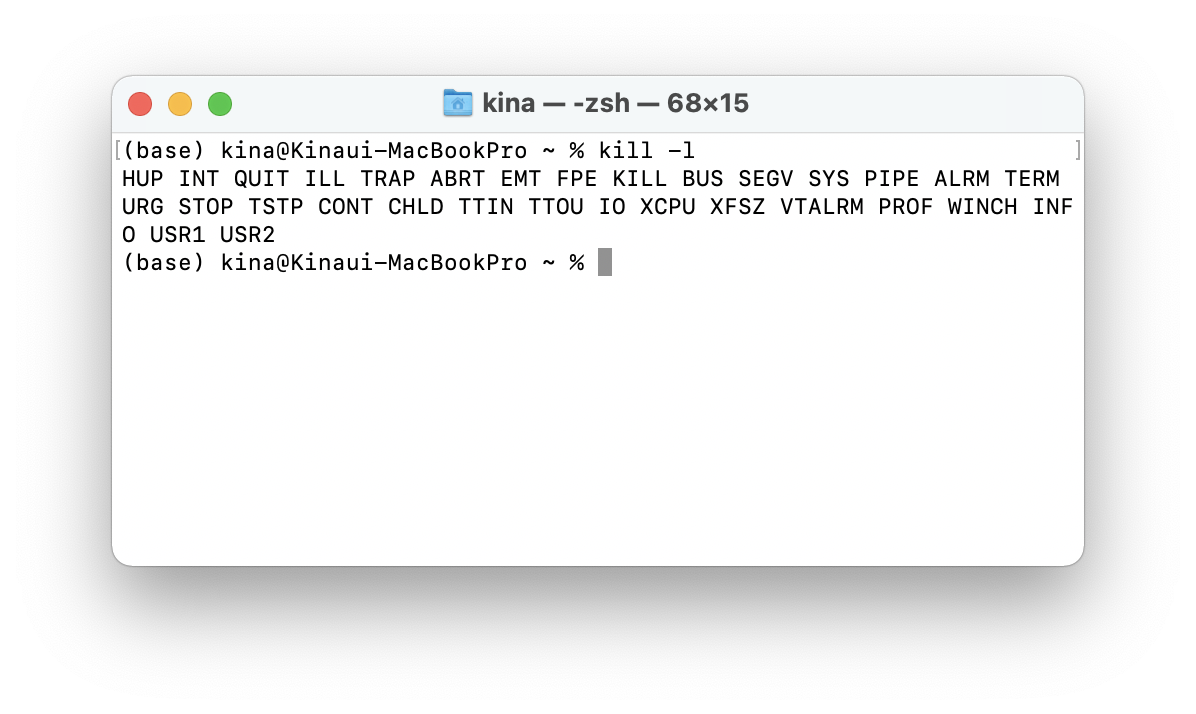 kina — -zsh — 68×15
(base) kina@Kinaui-MacBookPro ~ % kill -l
HUP INT QUIT ILL TRAP ABRT EMT FPE KILL BUS SEGV SYS PIPE ALRM TERM
URG STOP TSTP CONT CHLD TTIN TTOU IO XCPU XFSZ VTALRM PROF WINCH INF
O USR1 USR2
(base) kina@Kinaui-MacBookPro ~ %